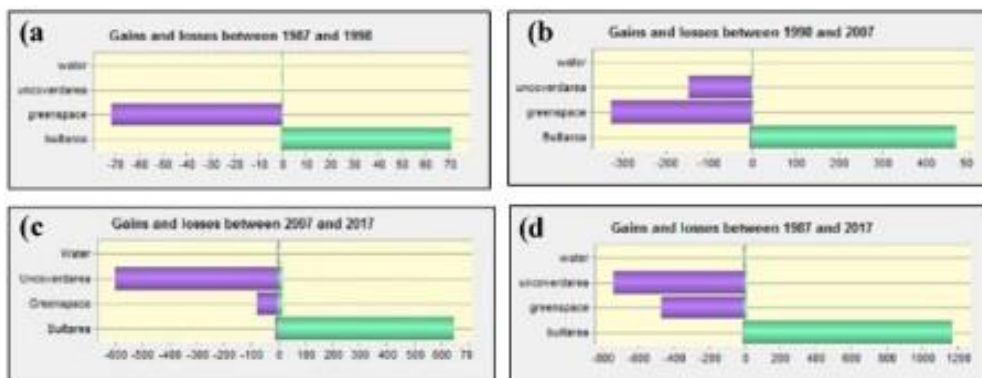 (a
Gains and losses between 1987 and 1998
water
uncoverdarea
greenspace
builtarea
-70 -60 -50 -40 -30 -20 -10 0 10 20 30 40 50 60 70
(b
Gains and losses between 1998 and 2007
water
uncoverdarea
greenspace
Builtarea
-300 -200 -100 0 100 200 300 400 50
(c
Gains and losses between 2007 and 2017
Water
Uncoverdarea
Greenspace
Builtarea
-600 -500 -400 -300 -200 -100 0 100 200 300 400 500 600 70
(d
Gains and losses between 1987 and 2017
water
uncoverdarea
greenspace
builtarea
-800 -600 -400 -200 0 200 400 600 800 1000 1200